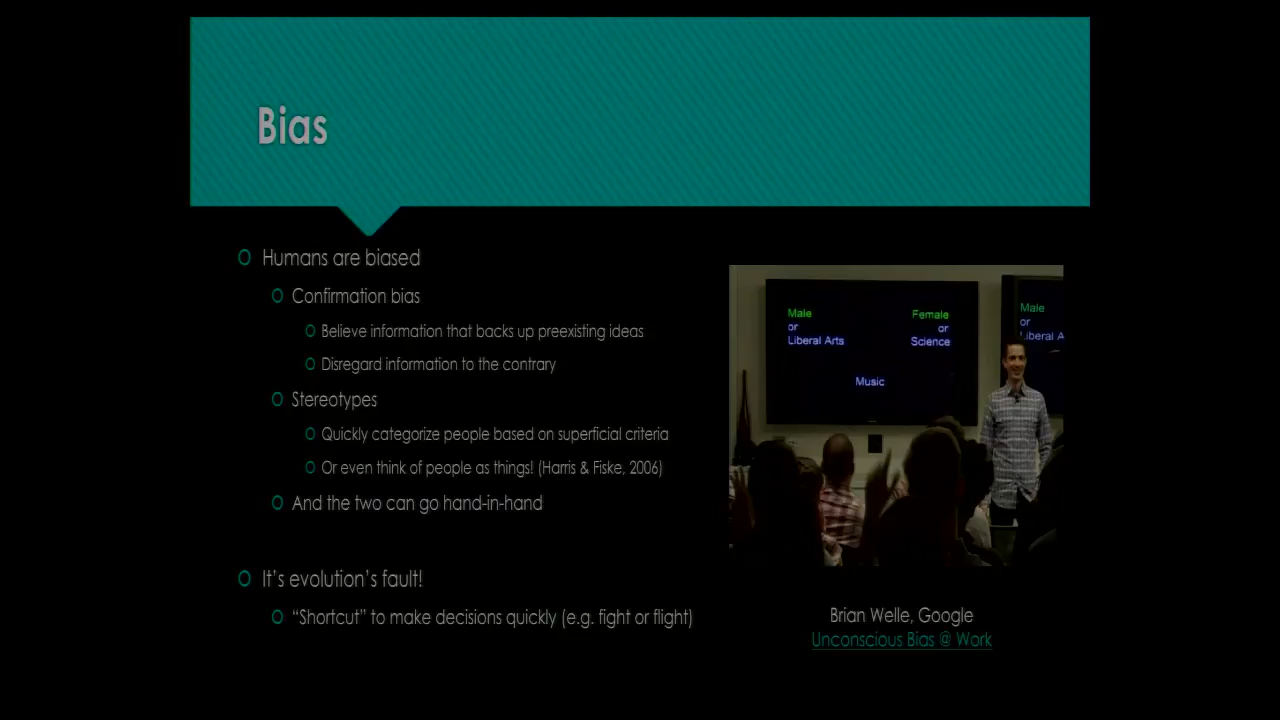 Bias
Humans are biased
Confirmation bias
Believe information that backs up preexisting ideas
Disregard information to the contrary
Stereotypes
Quickly categorize people based on superficial criteria
Or even think of people as things! (Harris & Fiske, 2006)
And the two can go hand-in-hand
It’s evolution’s fault!
“Shortcut” to make decisions quickly (e.g. fight or flight)
Male
or
Liberal Arts
Female
or
Science
Music
Male
or
Liberal A
Brian Welle, Google
Unconscious Bias @ Work